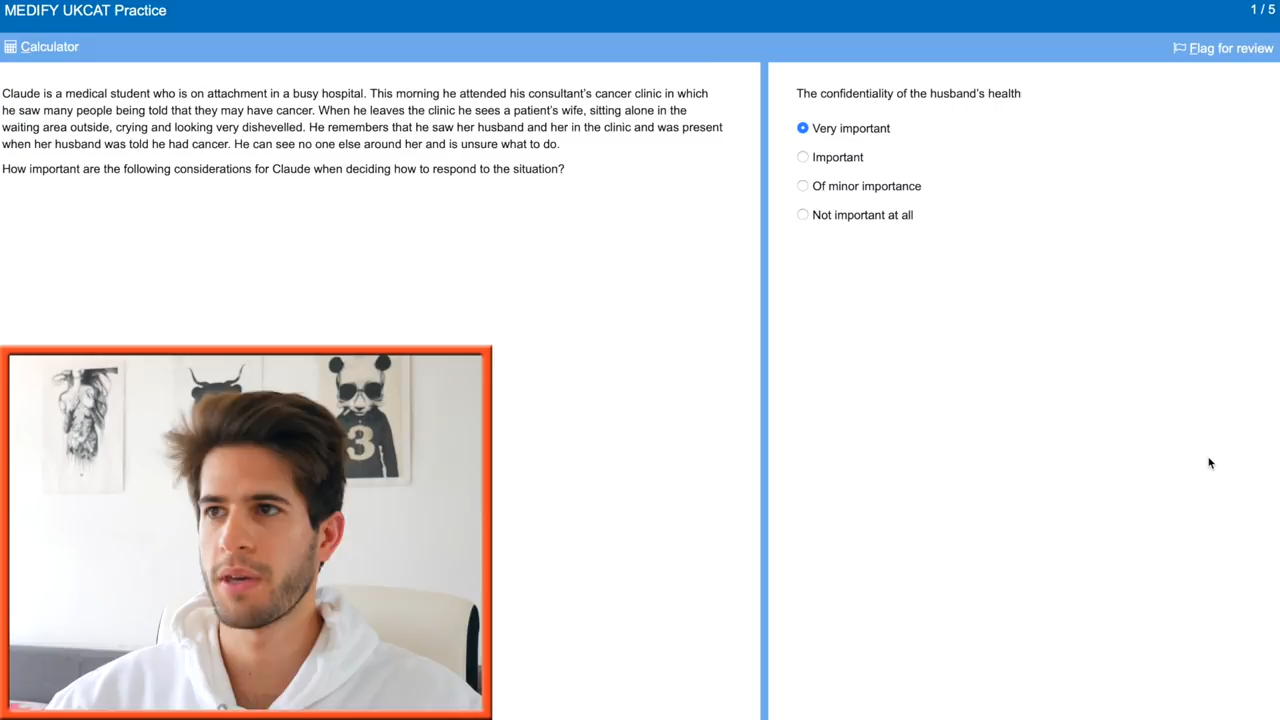 MEDIFY UKCAT Practice
1 / 5
Calculator
Flag for review
Claude is a medical student who is on attachment in a busy hospital. This morning he attended his consultant's cancer clinic in which
he saw many people being told that they may have cancer. When he leaves the clinic he sees a patient's wife, sitting alone in the
waiting area outside, crying and looking very dishevelled. He remembers that he saw her husband and her in the clinic and was present
when her husband was told he had cancer. He can see no one else around her and is unsure what to do.
How important are the following considerations for Claude when deciding how to respond to the situation?
The confidentiality of the husband's health
Very important
Important
Of minor importance
Not important at all
3